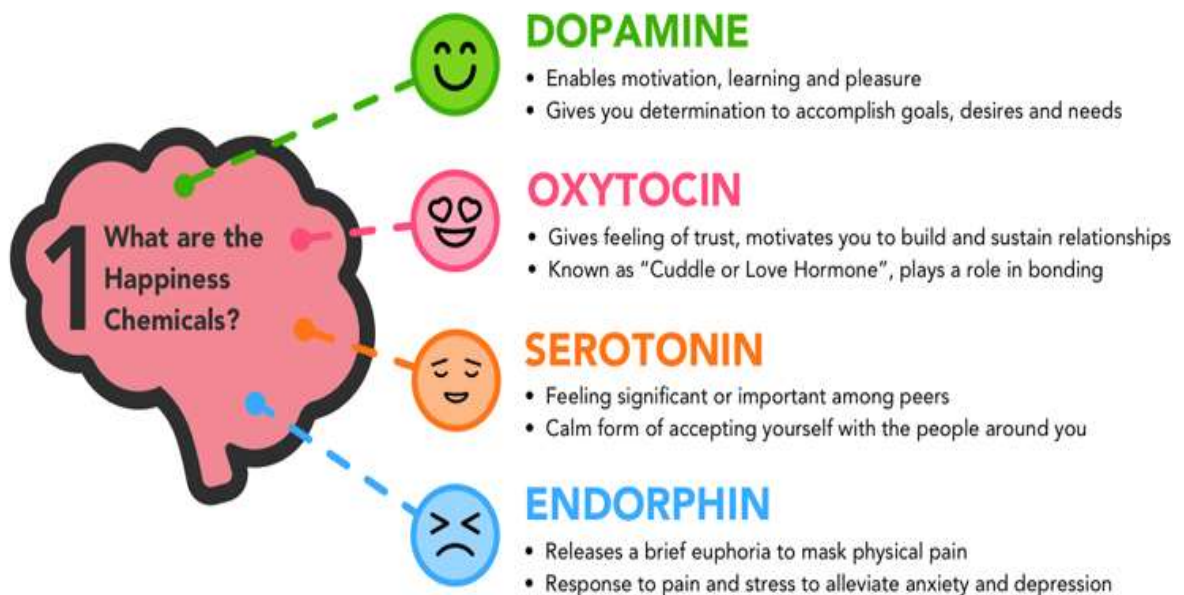 1 What are the
Happiness
Chemicals?
DOPAMINE
• Enables motivation, learning and pleasure
• Gives you determination to accomplish goals, desires and needs
OXYTOCIN
• Gives feeling of trust, motivates you to build and sustain relationships
• Known as “Cuddle or Love Hormone”, plays a role in bonding
SEROTONIN
• Feeling significant or important among peers
• Calm form of accepting yourself with the people around you
ENDORPHIN
• Releases a brief euphoria to mask physical pain
• Response to pain and stress to alleviate anxiety and depression